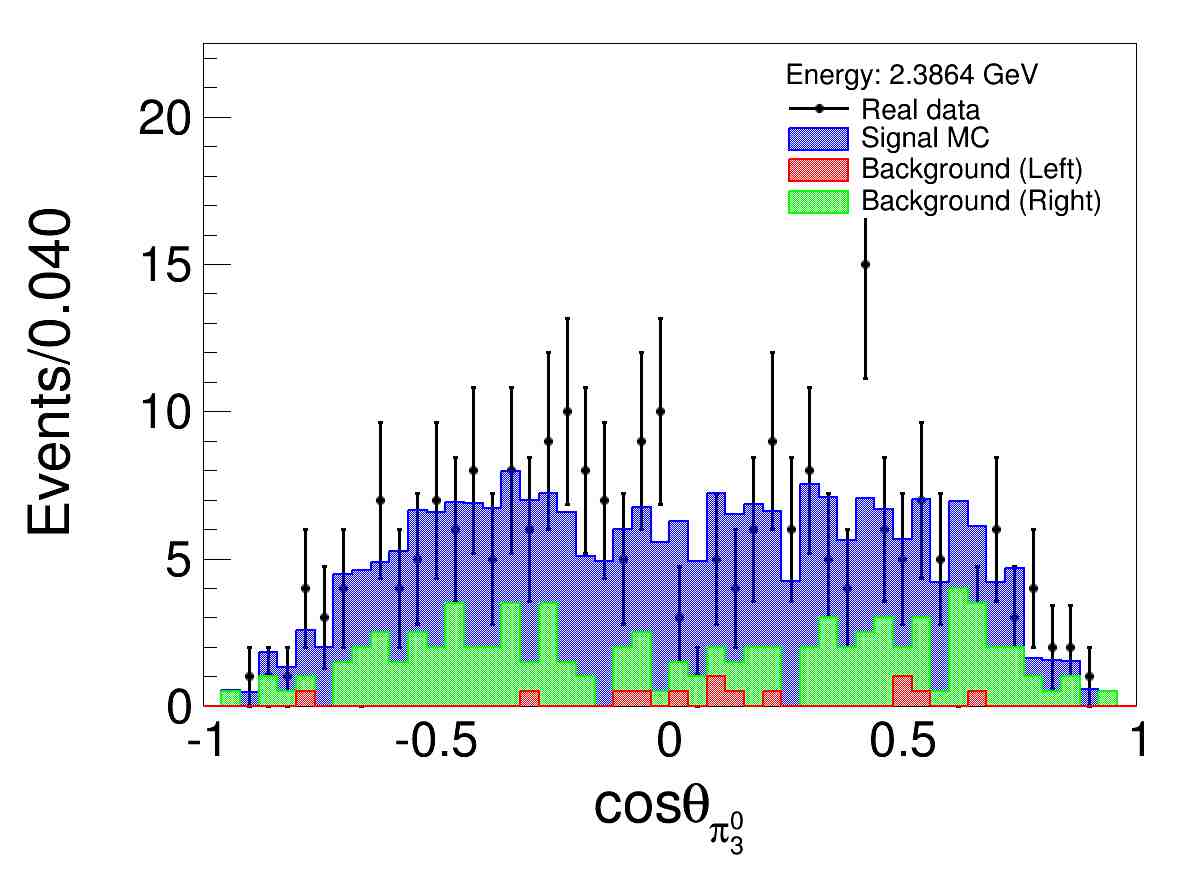 Energy: 2.3864 GeV
Real data
Signal MC
Background (Left)
Background (Right)
Events/0.040
20
15
10
5
0
-1 -0.5 0 0.5 1
cosθπ⁰₃